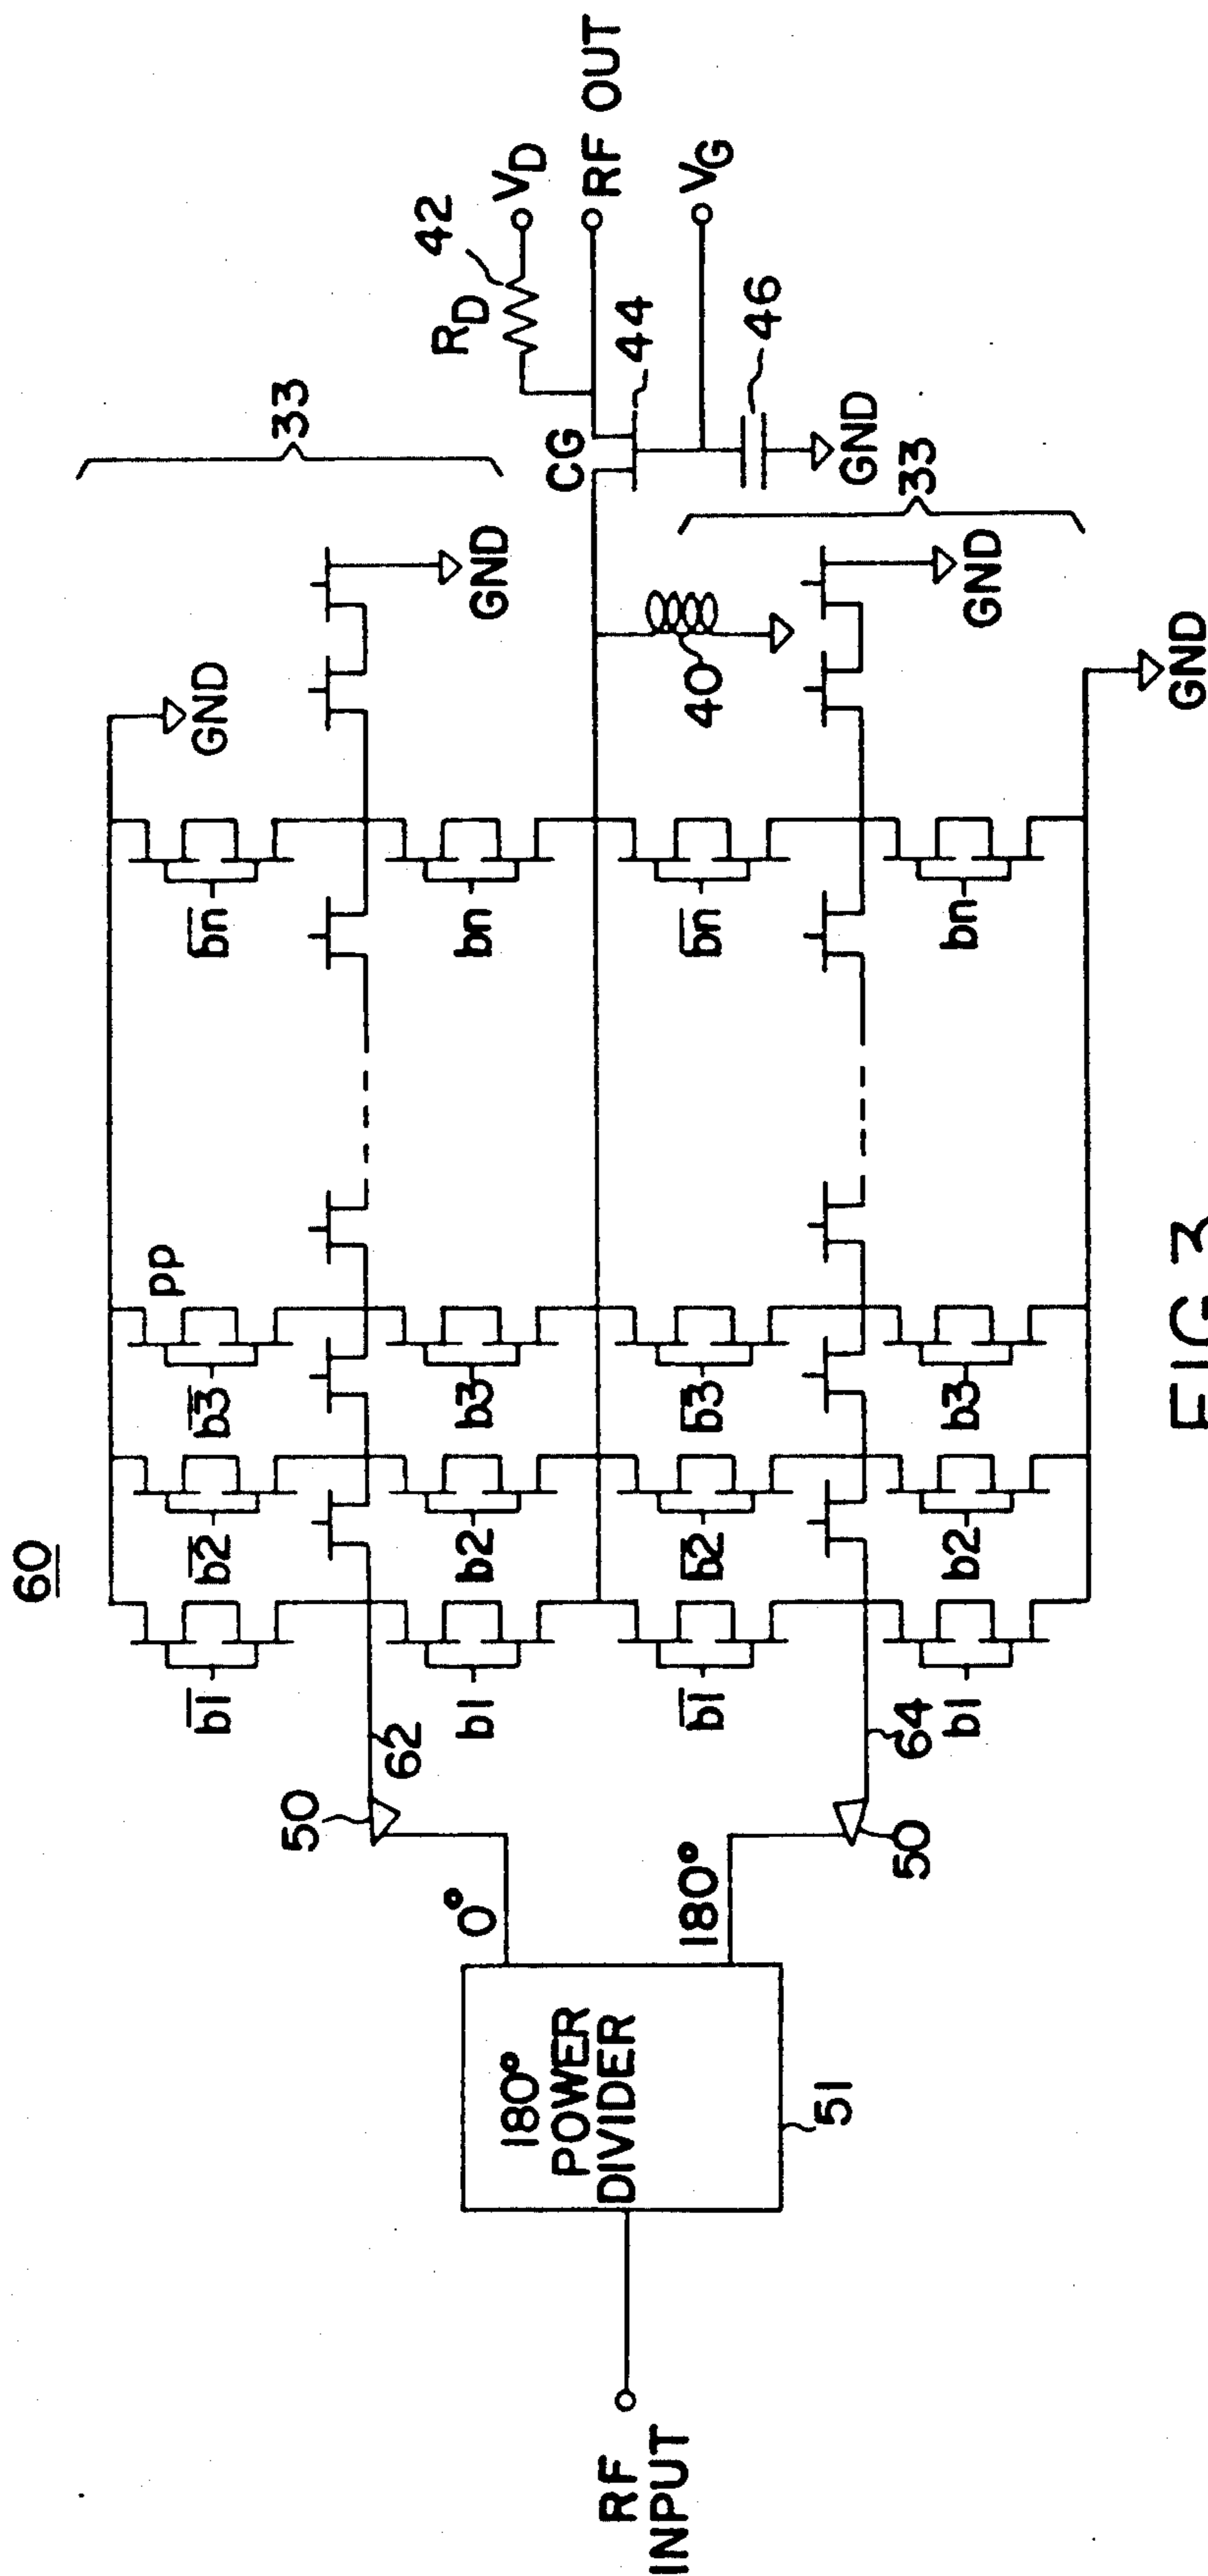 60
33
b̅1̅
b̅2̅
b̅3̅
pp
b̅n̅
GND
GND
RD
42
VD
50
62
b1
b2
b3
bn
CG
44
RF OUT
0°
RF
INPUT
180°
POWER
DIVIDER
51
180°
b̅1̅
b̅2̅
b̅3̅
b̅n̅
40
VG
46
GND
33
50
64
b1
b2
b3
bn
GND
GND
FIG.3